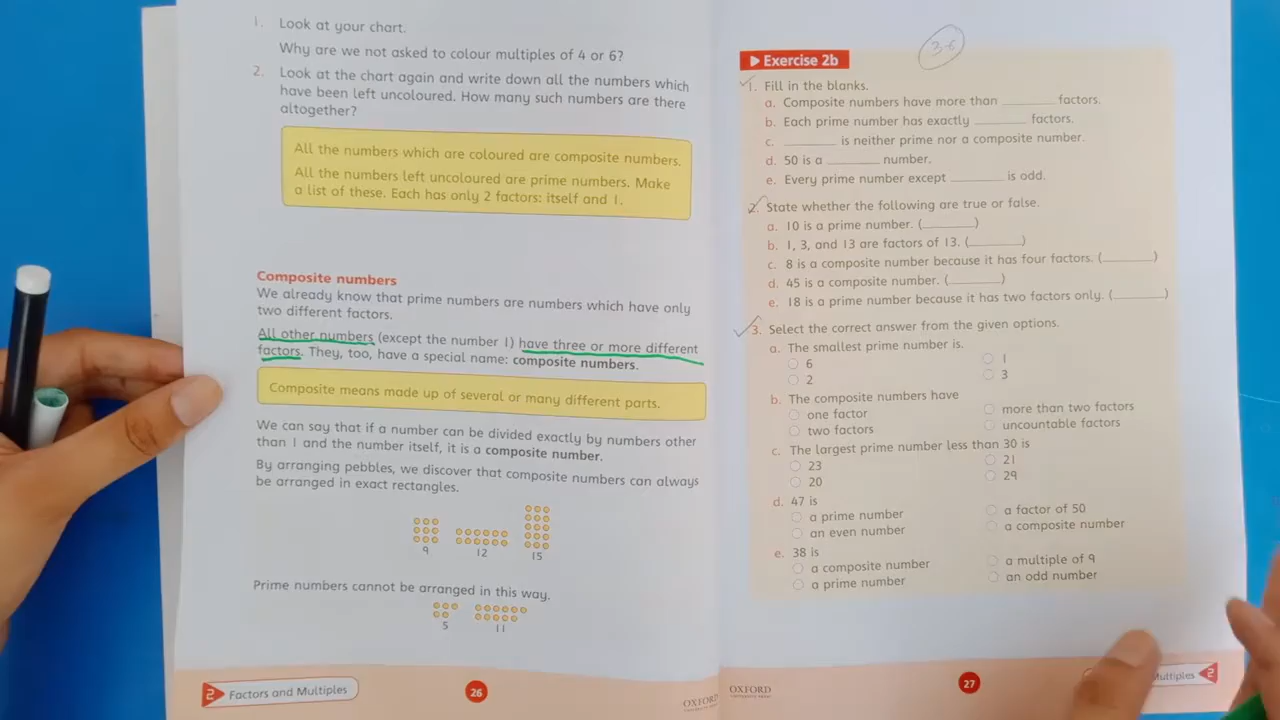 1. Look at your chart.
Why are we not asked to colour multiples of 4 or 6?
2. Look at the chart again and write down all the numbers which
have been left uncoloured. How many such numbers are there
altogether?
All the numbers which are coloured are composite numbers.
All the numbers left uncoloured are prime numbers. Make
a list of these. Each has only 2 factors: itself and 1.
Composite numbers
We already know that prime numbers are numbers which have only
two different factors.
All other numbers (except the number 1) have three or more different
factors. They, too, have a special name: composite numbers.
Composite means made up of several or many different parts.
We can say that if a number can be divided exactly by numbers other
than 1 and the number itself, it is a composite number.
By arranging pebbles, we discover that composite numbers can always
be arranged in exact rectangles.
9 12 15
Prime numbers cannot be arranged in this way.
5 11
2 Factors and Multiples
26
OXFORD
3-6
Exercise 2b
1. Fill in the blanks.
a. Composite numbers have more than ________ factors.
b. Each prime number has exactly ________ factors.
c. ________ is neither prime nor a composite number.
d. 50 is a ________ number.
e. Every prime number except ________ is odd.
2. State whether the following are true or false.
a. 10 is a prime number. (________)
b. 1, 3, and 13 are factors of 13. (________)
c. 8 is a composite number because it has four factors. (________)
d. 45 is a composite number. (________)
e. 18 is a prime number because it has two factors only. (________)
3. Select the correct answer from the given options.
a. The smallest prime number is.
6 1
2 3
b. The composite numbers have
one factor more than two factors
two factors uncountable factors
c. The largest prime number less than 30 is
23 21
20 29
d. 47 is
a prime number a factor of 50
an even number a composite number
e. 38 is
a composite number a multiple of 9
a prime number an odd number
OXFORD
27
Multiples 2